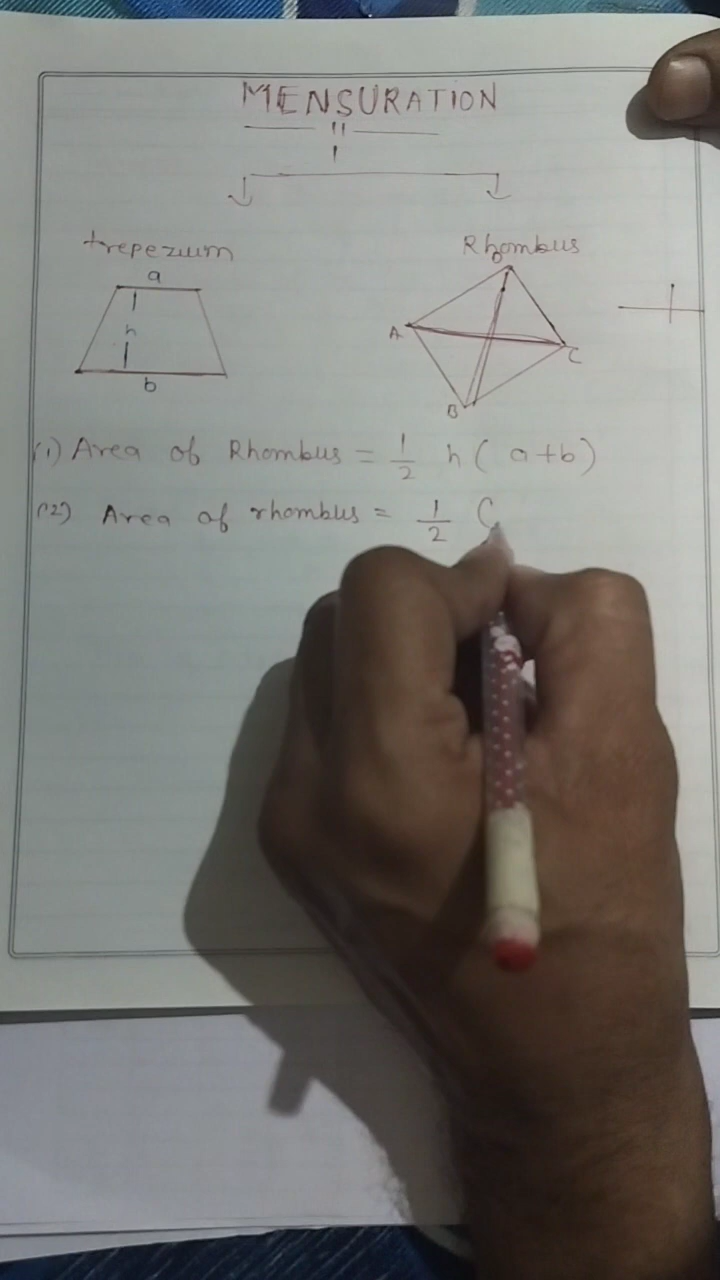 MENSURATION
trepezium
Rhombus
a
h
b
A
C
B
(1) Area of Rhombus = 1/2 h ( a+b)
(2) Area of rhombus = 1/2 (